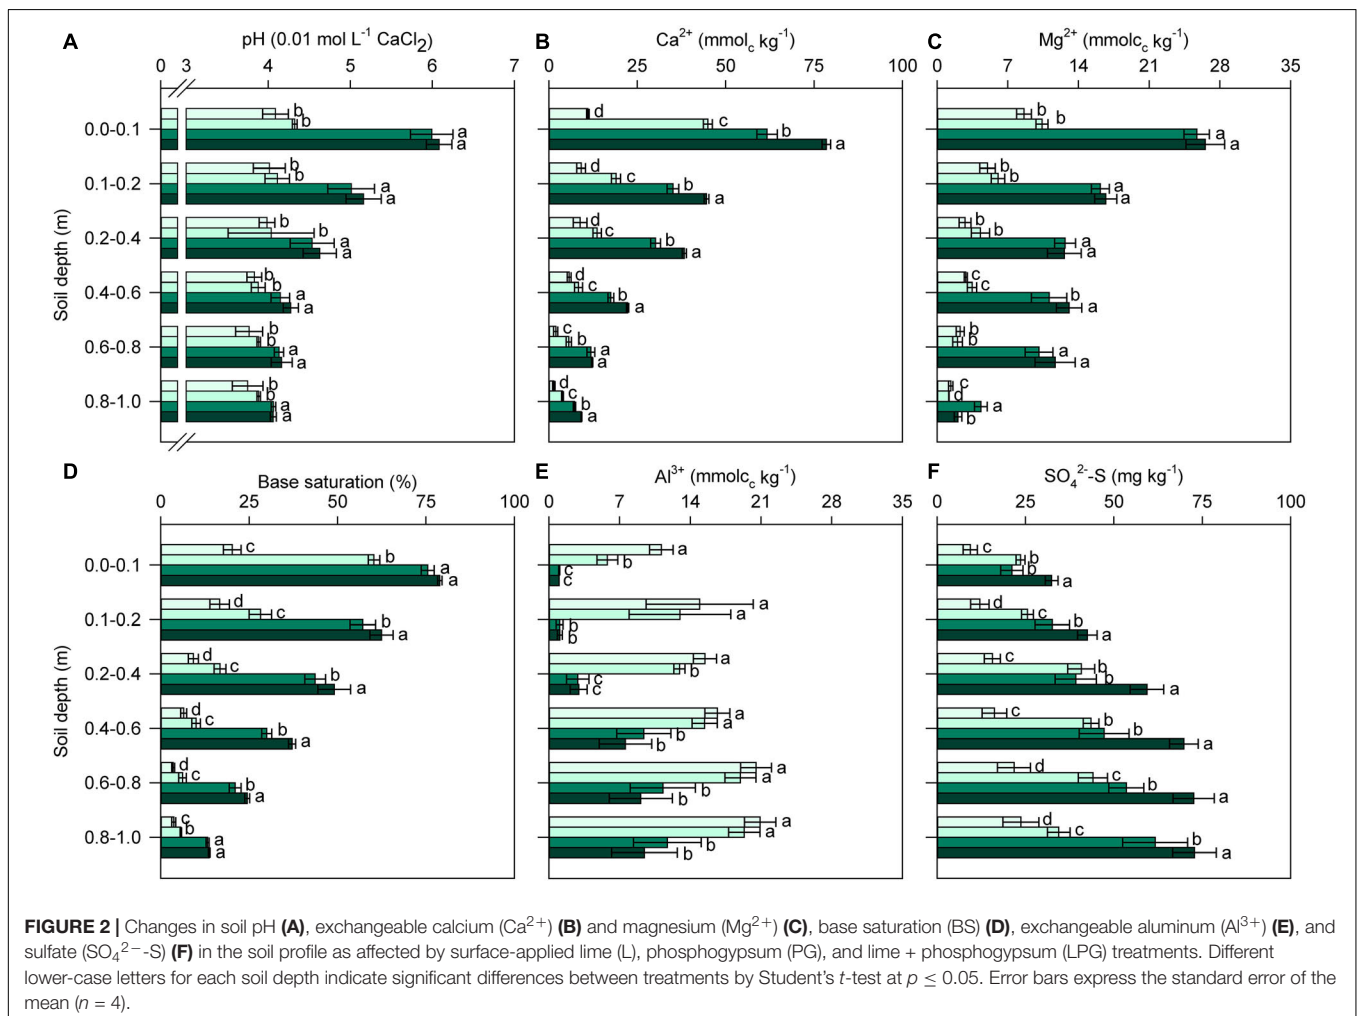 A pH (0.01 mol L-1 CaCl2)
0 3 4 5 6 7
Soil depth (m)
0.0-0.1 b b a a
0.1-0.2 b b a a
0.2-0.4 b b a a
0.4-0.6 b b a a
0.6-0.8 b b a a
0.8-1.0 b b a a
B Ca2+ (mmolc kg-1)
0 25 50 75 100
d c b a
d c b a
d c b a
d c b a
c b a a
d c b a
C Mg2+ (mmolcc kg-1)
0 7 14 21 28 35
b b a a
b b a a
b b a a
c c b a
b b a a
c d a b
D Base saturation (%)
0 25 50 75 100
Soil depth (m)
0.0-0.1 c b a a
0.1-0.2 d c b a
0.2-0.4 d c b a
0.4-0.6 d c b a
0.6-0.8 d c b a
0.8-1.0 c b a a
E Al3+ (mmolcc kg-1)
0 7 14 21 28 35
a b c c
a a b b
a b c c
a a b b
a a b b
a a b b
F SO42--S (mg kg-1)
0 25 50 75 100
c b b a
d c b a
c b b a
c b b a
d c b a
d c b a
FIGURE 2 | Changes in soil pH (A), exchangeable calcium (Ca2+) (B) and magnesium (Mg2+) (C), base saturation (BS) (D), exchangeable aluminum (Al3+) (E), and
sulfate (SO42−-S) (F) in the soil profile as affected by surface-applied lime (L), phosphogypsum (PG), and lime + phosphogypsum (LPG) treatments. Different
lower-case letters for each soil depth indicate significant differences between treatments by Student's t-test at p ≤ 0.05. Error bars express the standard error of the
mean (n = 4).